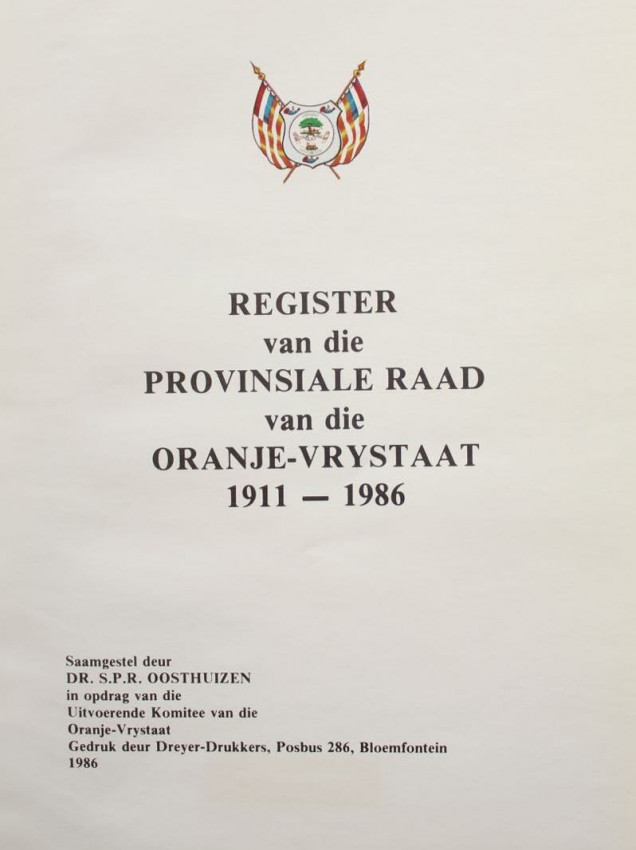 REGISTER
van die
PROVINSIALE RAAD
van die
ORANJE-VRYSTAAT
1911 — 1986
Saamgestel deur
DR. S.P.R. OOSTHUIZEN
in opdrag van die
Uitvoerende Komitee van die
Oranje-Vrystaat
Gedruk deur Dreyer-Drukkers, Posbus 286, Bloemfontein
1986